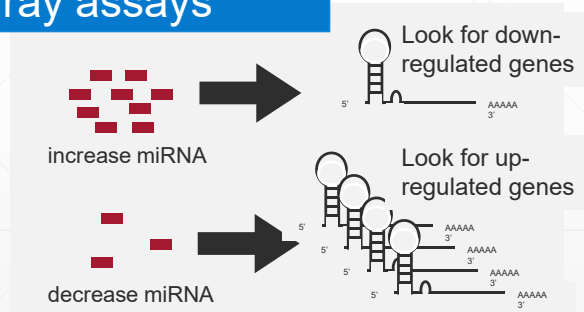 ray assays
Look for down-
regulated genes
5'
AAAAA
3'
increase miRNA
Look for up-
regulated genes
5'
AAAAA
3'
5'
AAAAA
3'
5'
AAAAA
3'
5'
AAAAA
3'
decrease miRNA